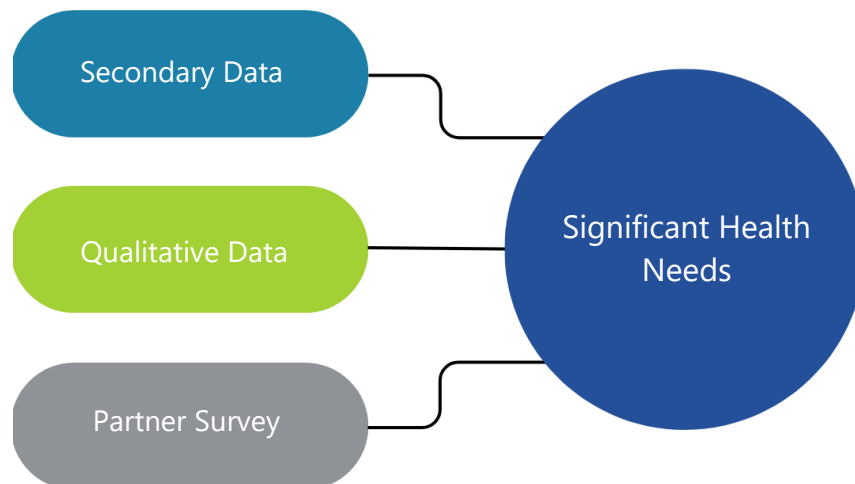 Secondary Data
Qualitative Data
Partner Survey
Significant Health
Needs